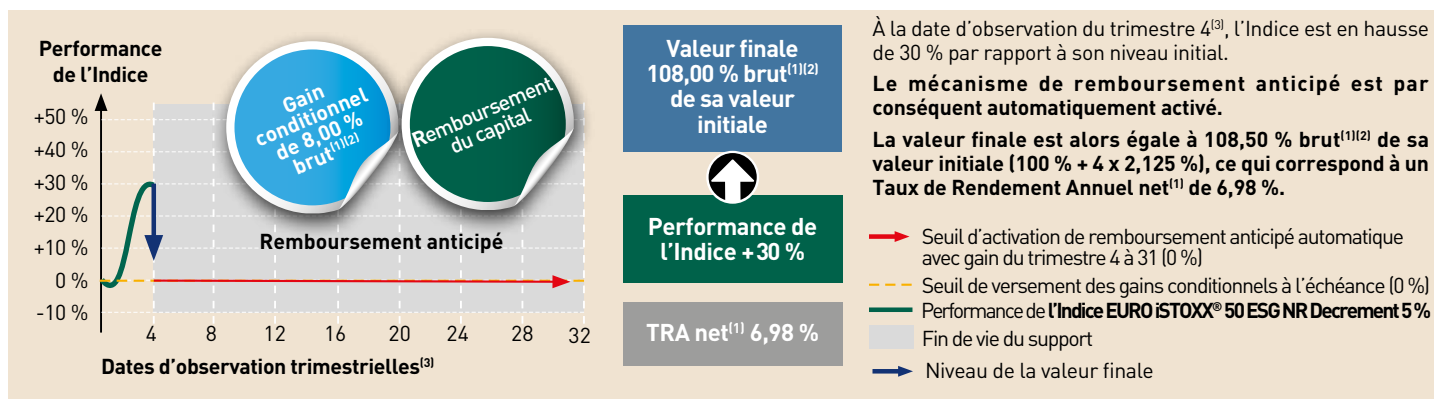 Performance
de l'Indice
+50 %
+40 %
+30 %
+20 %
+10 %
0 %
-10 %
Gain
conditionnel
de 8,00 %
brut⁽¹⁾⁽²⁾
Remboursement
du capital
Remboursement anticipé
4
8
12
16
20
24
28
32
Dates d'observation trimestrielles⁽³⁾
Valeur finale
108,00 % brut⁽¹⁾⁽²⁾
de sa valeur
initiale
Performance de
l'Indice +30 %
TRA net⁽¹⁾ 6,98 %
À la date d'observation du trimestre 4⁽³⁾, l'Indice est en hausse
de 30 % par rapport à son niveau initial.
Le mécanisme de remboursement anticipé est par
conséquent automatiquement activé.
La valeur finale est alors égale à 108,50 % brut⁽¹⁾⁽²⁾ de sa
valeur initiale (100 % + 4 x 2,125 %), ce qui correspond à un
Taux de Rendement Annuel net⁽¹⁾ de 6,98 %.
Seuil d'activation de remboursement anticipé automatique
avec gain du trimestre 4 à 31 (0 %)
Seuil de versement des gains conditionnels à l'échéance (0 %)
Performance de l'Indice EURO iSTOXX® 50 ESG NR Decrement 5 %
Fin de vie du support
Niveau de la valeur finale